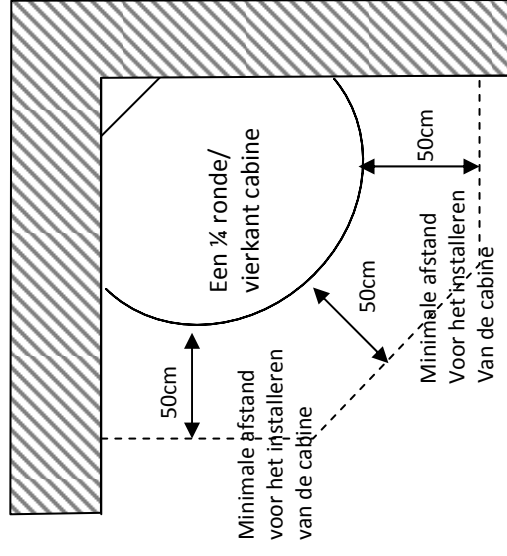 Een ¼ ronde/
vierkant cabine
50cm
50cm
50cm
Minimale afstand
voor het installeren
van de cabine
Minimale afstand
Voor het installeren
Van de cabine